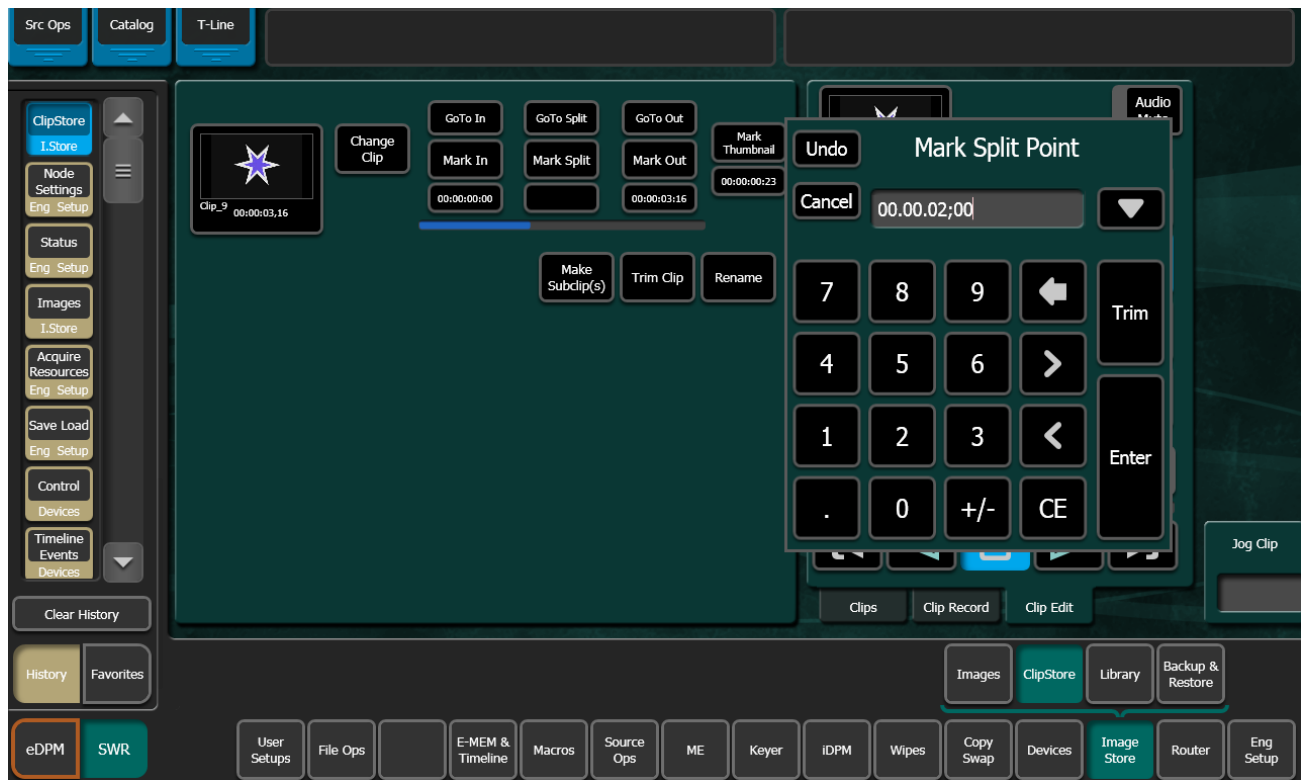 Src Ops
Catalog
T-Line
ClipStore
I.Store
Node
Settings
Eng Setup
Status
Eng Setup
Images
I.Store
Acquire
Resources
Eng Setup
Save Load
Eng Setup
Control
Devices
Timeline
Events
Devices
Clear History
History
Favorites
Clip_9 00:00:03,16
Change
Clip
GoTo In
GoTo Split
GoTo Out
Mark In
Mark Split
Mark Out
Mark
Thumbnail
00:00:00:00
00:00:03:16
00:00:00:23
Make
Subclip(s)
Trim Clip
Rename
Audio
Mute
Undo
Mark Split Point
Cancel
00.00.02;00
7
8
9
Trim
4
5
6
>
1
2
3
<
Enter
.
0
+/-
CE
Jog Clip
Clips
Clip Record
Clip Edit
Images
ClipStore
Library
Backup &
Restore
eDPM
SWR
User
Setups
File Ops
E-MEM &
Timeline
Macros
Source
Ops
ME
Keyer
iDPM
Wipes
Copy
Swap
Devices
Image
Store
Router
Eng
Setup